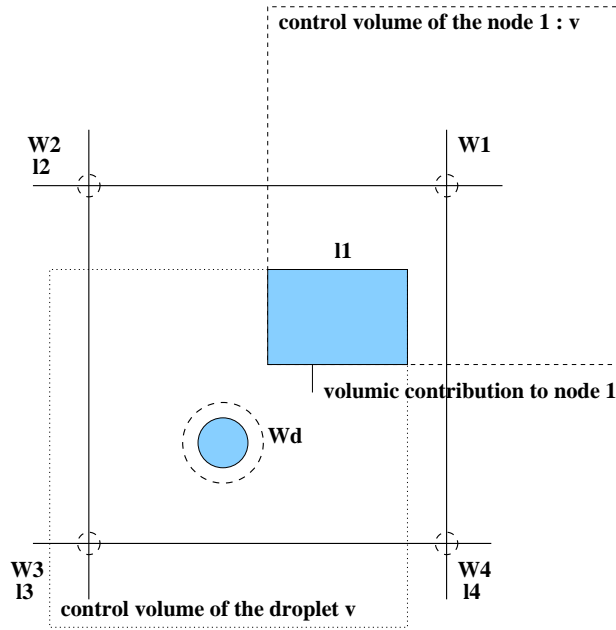 control volume of the node 1 : v
W2
l2
W1
l1
volumic contribution to node 1
Wd
W3
l3
W4
l4
control volume of the droplet v